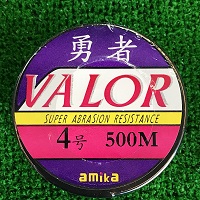 勇者
VALOR
SUPER ABRASION RESISTANCE
4号 500M
amika